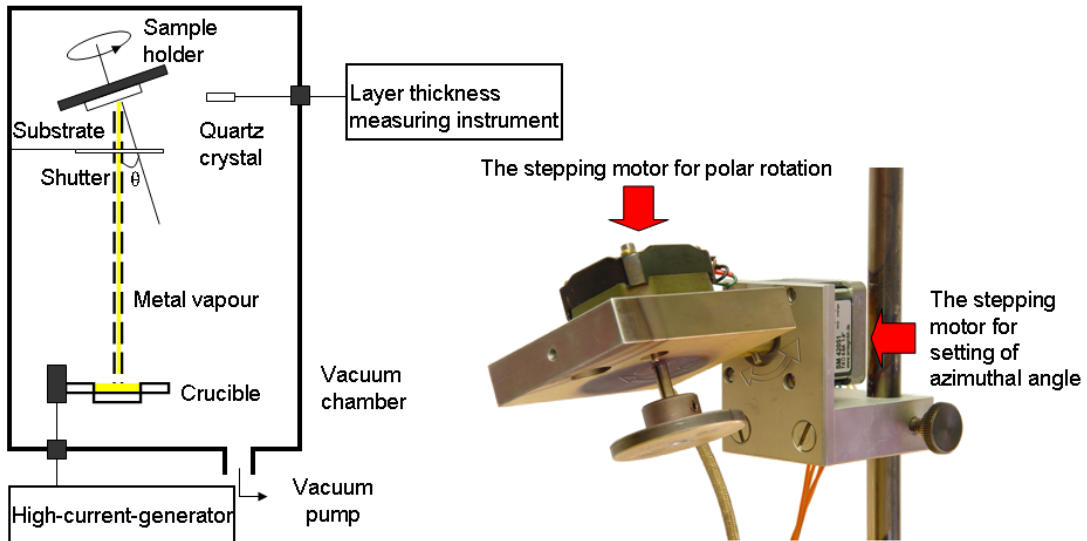 Sample
holder
Layer thickness
measuring instrument
Substrate
Quartz
crystal
Shutter
θ
Metal vapour
Crucible
Vacuum
chamber
Vacuum
pump
High-current-generator
The stepping motor for polar rotation
The stepping
motor for
setting of
azimuthal angle